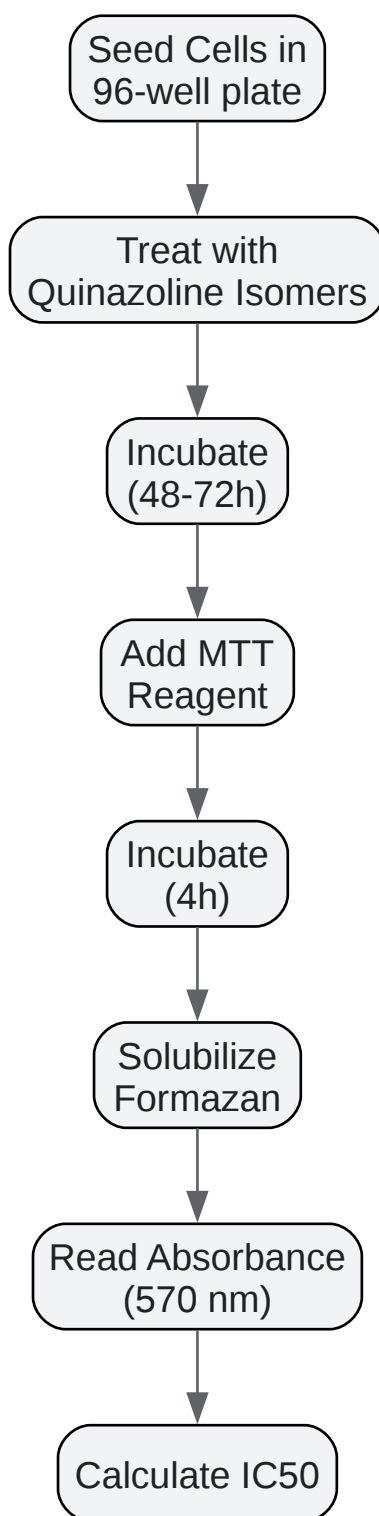 Seed Cells in
96-well plate
Treat with
Quinazoline Isomers
Incubate
(48-72h)
Add MTT
Reagent
Incubate
(4h)
Solubilize
Formazan
Read Absorbance
(570 nm)
Calculate IC50